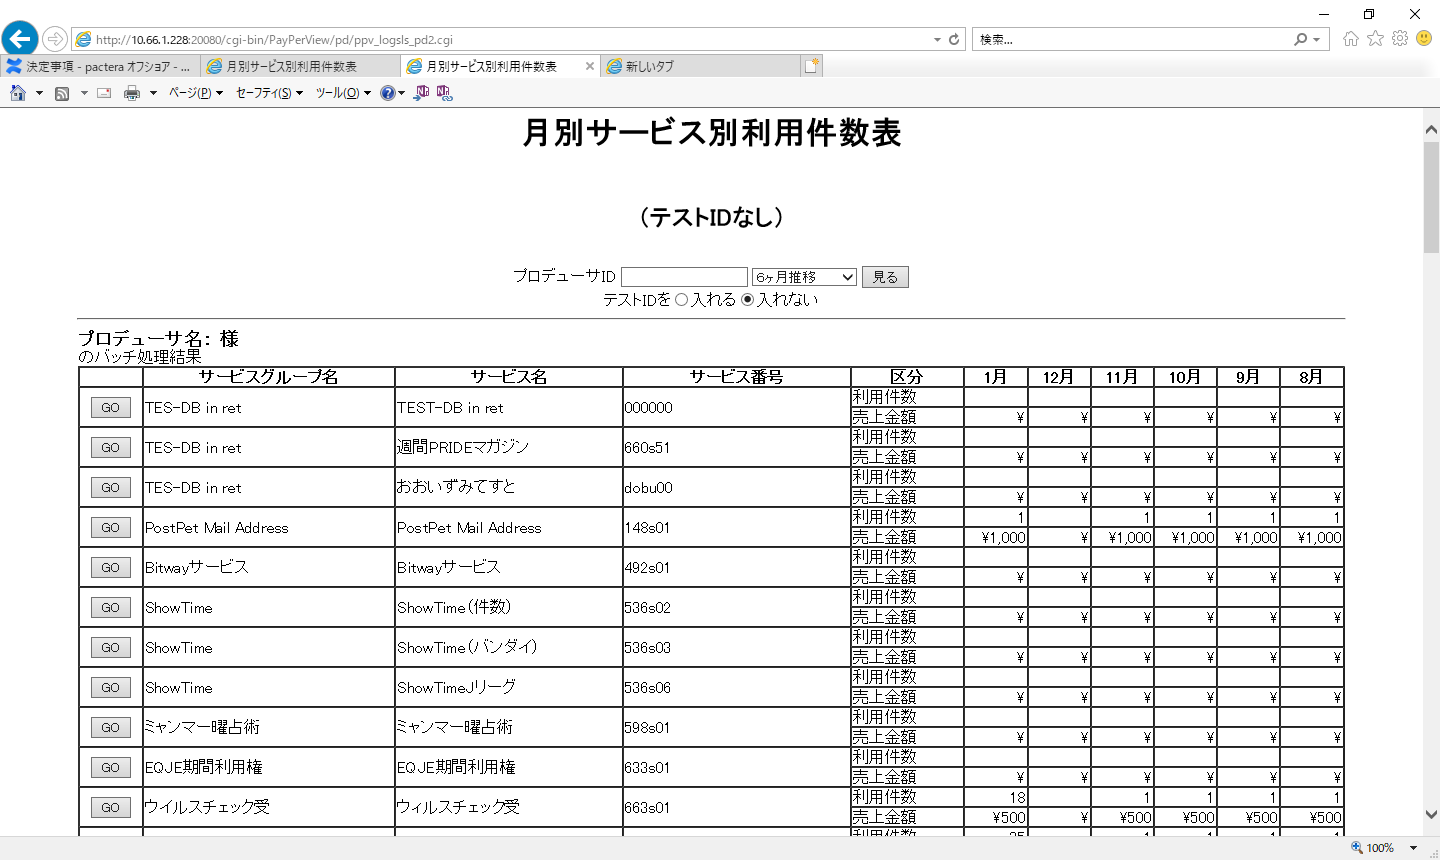 http://10.66.1.228:20080/cgi-bin/PayPerView/pd/ppv_logsls_pd2.cgi
検索...
決定事項 - pactera オフショア - ...
月別サービス別利用件数表
月別サービス別利用件数表
新しいタブ
ページ(P) セーフティ(S) ツール(O)
月別サービス別利用件数表
（テストIDなし）
プロデューサID 6ヶ月推移 見る
テストIDを 入れる 入れない
プロデューサ名： 様
のバッチ処理結果
サービスグループ名 サービス名 サービス番号 区分 1月 12月 11月 10月 9月 8月
GO TES-DB in ret TEST-DB in ret 000000 利用件数
売上金額 ¥ ¥ ¥ ¥ ¥ ¥
GO TES-DB in ret 週間PRIDEマガジン 660s51 利用件数
売上金額 ¥ ¥ ¥ ¥ ¥ ¥
GO TES-DB in ret おおいずみてすと dobu00 利用件数
売上金額 ¥ ¥ ¥ ¥ ¥ ¥
GO PostPet Mail Address PostPet Mail Address 148s01 利用件数 1 1 1 1 1
売上金額 ¥1,000 ¥ ¥1,000 ¥1,000 ¥1,000 ¥1,000
GO Bitwayサービス Bitwayサービス 492s01 利用件数
売上金額 ¥ ¥ ¥ ¥ ¥ ¥
GO ShowTime ShowTime（件数） 536s02 利用件数
売上金額 ¥ ¥ ¥ ¥ ¥ ¥
GO ShowTime ShowTime（バンダイ） 536s03 利用件数
売上金額 ¥ ¥ ¥ ¥ ¥ ¥
GO ShowTime ShowTimeJリーグ 536s06 利用件数
売上金額 ¥ ¥ ¥ ¥ ¥ ¥
GO ミャンマー曜占術 ミャンマー曜占術 598s01 利用件数
売上金額 ¥ ¥ ¥ ¥ ¥ ¥
GO EQJE期間利用権 EQJE期間利用権 633s01 利用件数
売上金額 ¥ ¥ ¥ ¥ ¥ ¥
GO ウイルスチェック受 ウィルスチェック受 663s01 利用件数 18 1 1 1 1
売上金額 ¥500 ¥ ¥500 ¥500 ¥500 ¥500
100%